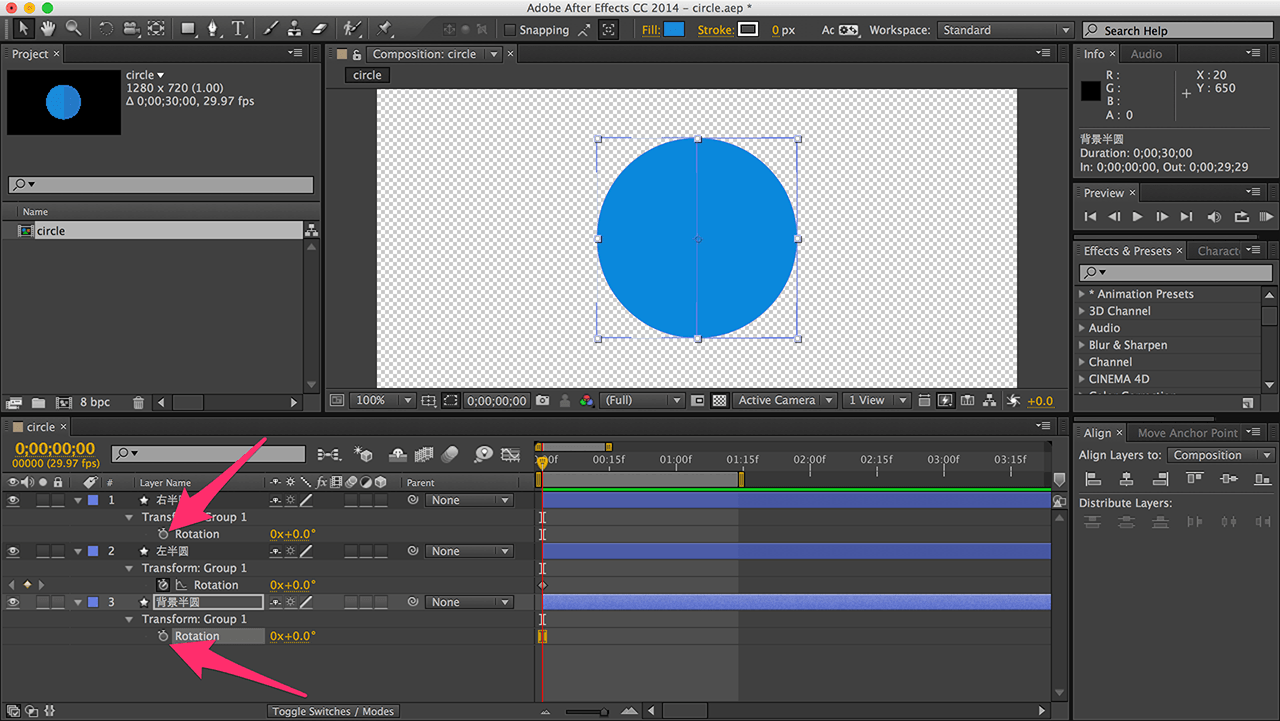 Adobe After Effects CC 2014 - circle.aep *
Snapping
Fill:
Stroke:
0 px
Ac
Workspace:
Standard
Search Help
Project ×
circle
1280 x 720 (1.00)
Δ 0;00;30;00, 29.97 fps
Name
circle
8 bpc
Composition: circle
circle
100%
0;00;00;00
(Full)
Active Camera
1 View
+0.0
Info ×
Audio
R :
G :
B :
A : 0
X : 20
Y : 650
背景半圆
Duration: 0;00;30;00
In: 0;00;00;00, Out: 0;00;29;29
Preview ×
Effects & Presets ×
Charact
* Animation Presets
3D Channel
Audio
Blur & Sharpen
Channel
CINEMA 4D
circle ×
0;00;00;00
00000 (29.97 fps)
# Layer Name
fx
Parent
00:15f
01:00f
01:15f
02:00f
02:15f
03:00f
03:15f
1
None
Transform: Group 1
Rotation
0x+0.0°
2
左半圆
None
Transform: Group 1
Rotation
0x+0.0°
3
背景半圆
None
Transform: Group 1
Rotation
0x+0.0°
Toggle Switches / Modes
Align ×
Move Anchor Point
Align Layers to:
Composition
Distribute Layers: